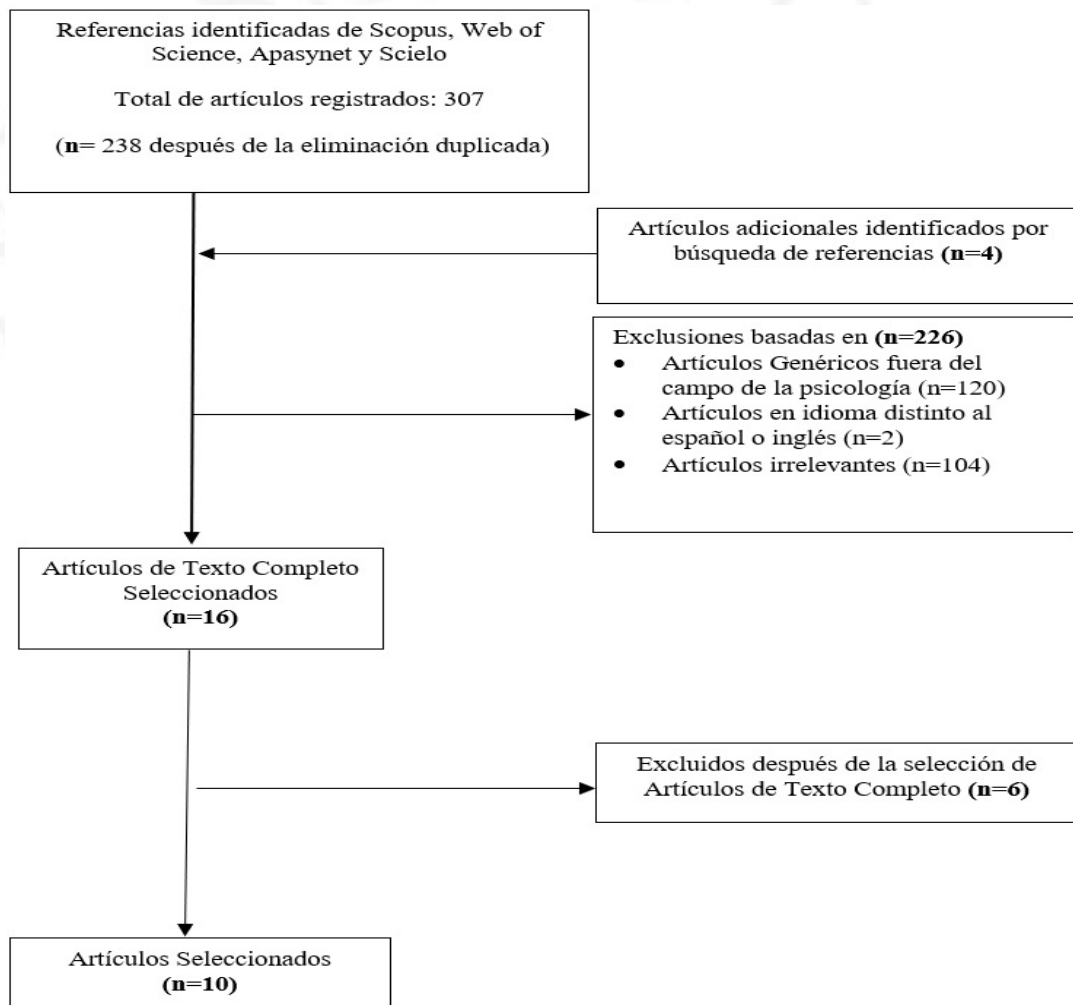 Referencias identificadas de Scopus, Web of
Science, Apasynet y Scielo
Total de artículos registrados: 307
(n= 238 después de la eliminación duplicada)
Artículos adicionales identificados por
búsqueda de referencias (n=4)
Exclusiones basadas en (n=226)
• Artículos Genéricos fuera del
campo de la psicología (n=120)
• Artículos en idioma distinto al
español o inglés (n=2)
• Artículos irrelevantes (n=104)
Artículos de Texto Completo
Seleccionados
(n=16)
Excluidos después de la selección de
Artículos de Texto Completo (n=6)
Artículos Seleccionados
(n=10)